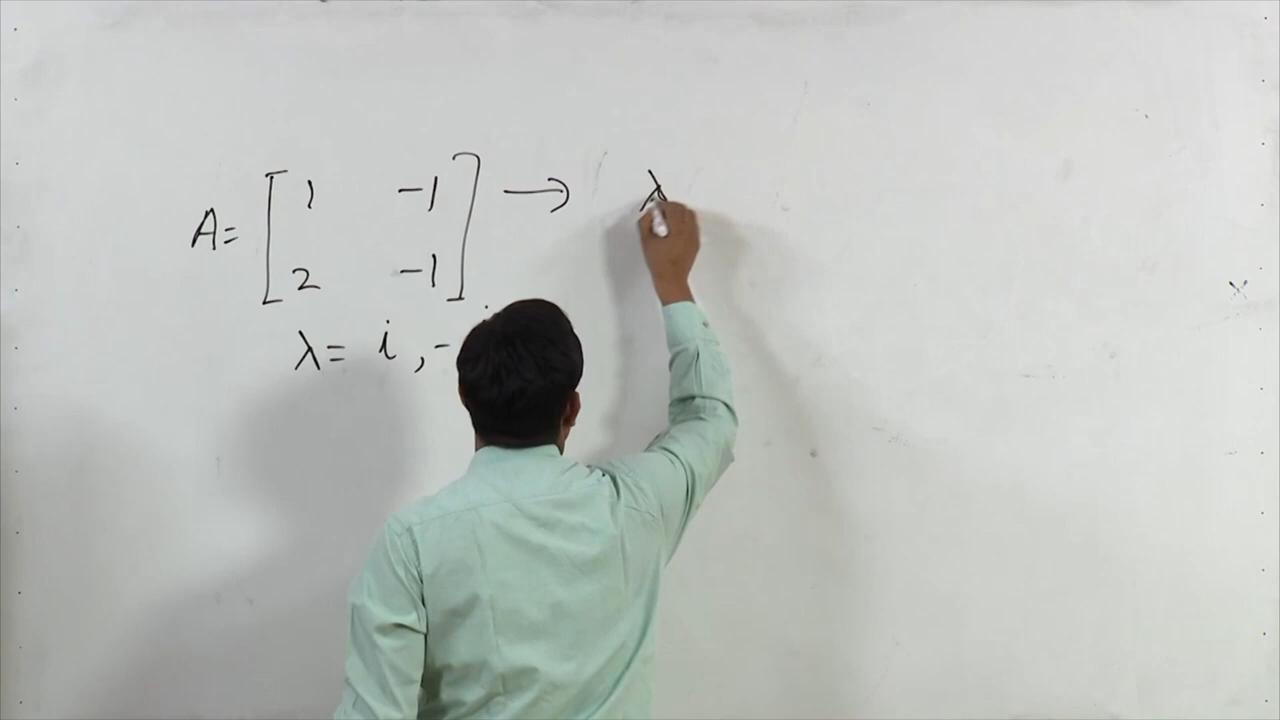 A = [ 1 -1 ; 2 -1 ] → λ
λ = i , -